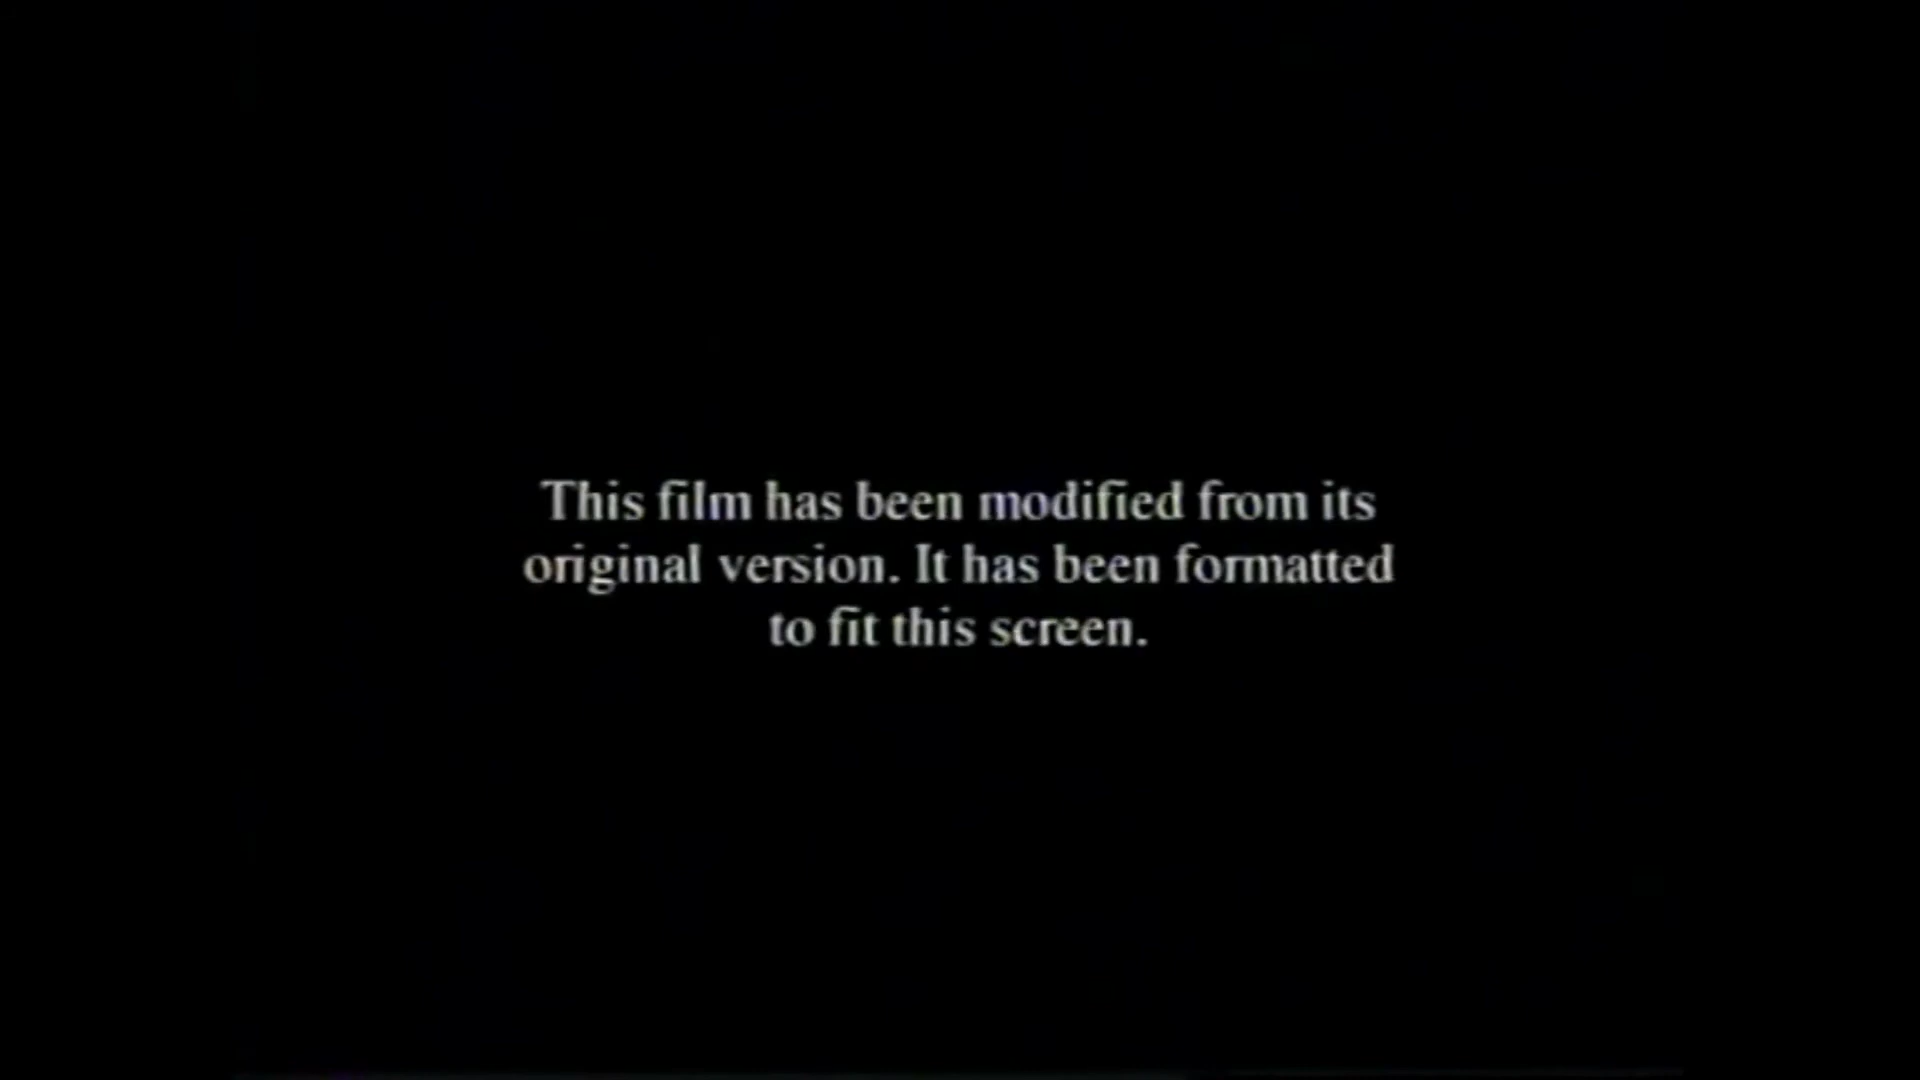 This film has been modified from its
original version. It has been formatted
to fit this screen.